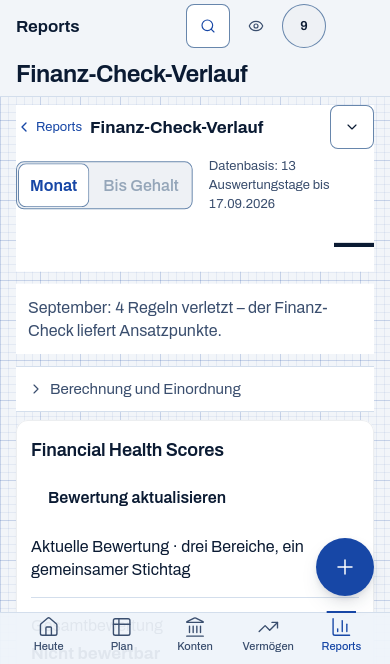 Reports
9
Finanz-Check-Verlauf
Reports Finanz-Check-Verlauf
Monat Bis Gehalt
Datenbasis: 13
Auswertungstage bis
17.09.2026
September: 4 Regeln verletzt – der Finanz-
Check liefert Ansatzpunkte.
Berechnung und Einordnung
Financial Health Scores
Bewertung aktualisieren
Aktuelle Bewertung · drei Bereiche, ein
gemeinsamer Stichtag
Gesamtbewertung
Nicht bewertbar
Heute Plan Konten Vermögen Reports